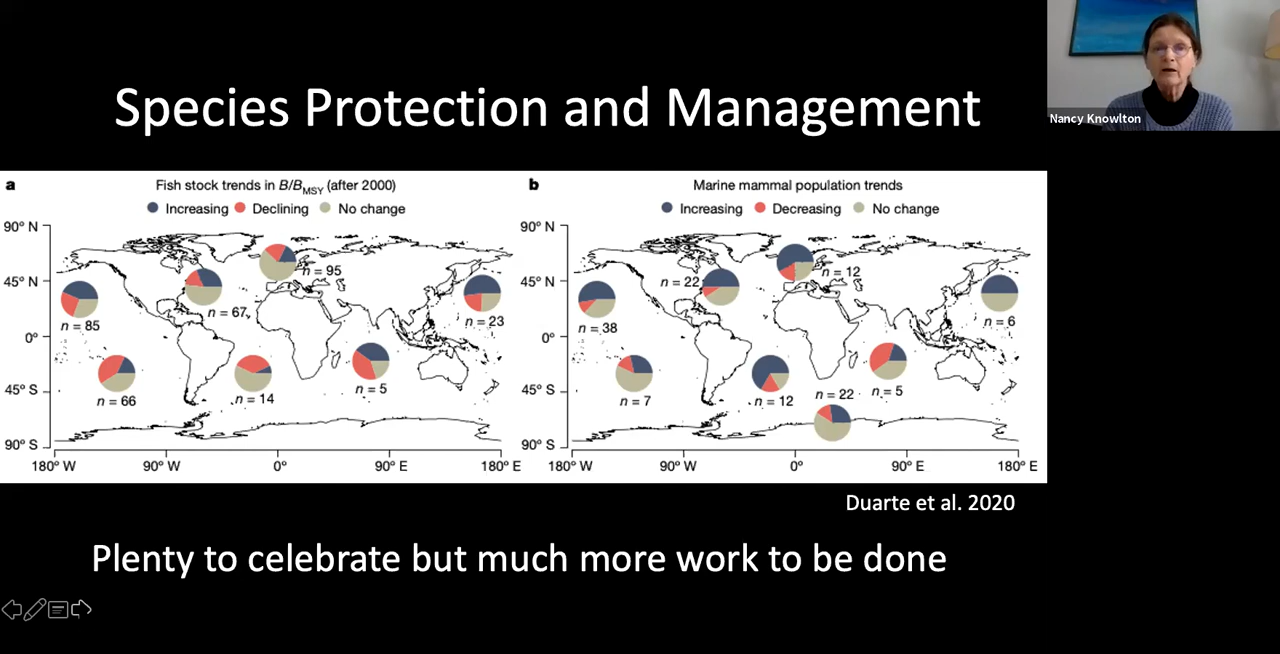 Species Protection and Management
Nancy Knowlton
a
Fish stock trends in B/BMSY (after 2000)
Increasing
Declining
No change
90° N
45° N
0°
45° S
90° S
180° W
90° W
0°
90° E
180° E
n = 95
n = 67
n = 85
n = 23
n = 66
n = 14
n = 5
b
Marine mammal population trends
Increasing
Decreasing
No change
90° N
45° N
0°
45° S
90° S
180° W
90° W
0°
90° E
180° E
n = 12
n = 22
n = 38
n = 6
n = 7
n = 12
n = 22
n = 5
Duarte et al. 2020
Plenty to celebrate but much more work to be done